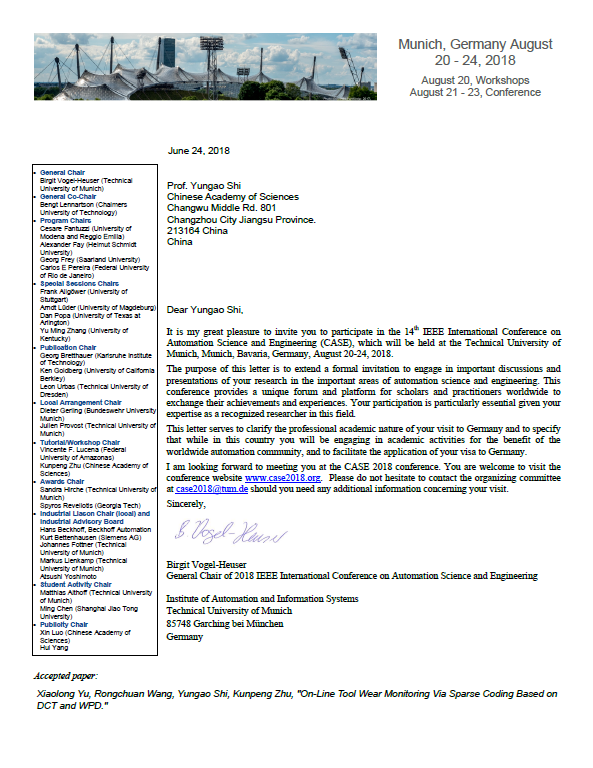 Munich, Germany August
20 - 24, 2018
August 20, Workshops
August 21 - 23, Conference
June 24, 2018
• General Chair
Birgit Vogel-Heuser (Technical
University of Munich)
• General Co-Chair
Bengt Lennartson (Chalmers
University of Technology)
• Program Chairs
Cesare Fantuzzi (University of
Modena and Reggio Emilia)
Alexander Fay (Helmut Schmidt
University)
Georg Frey (Saarland University)
Carlos E Pereira (Federal University
of Rio de Janeiro)
• Special Sessions Chairs
Frank Allgöwer (University of
Stuttgart)
Arndt Lüder (University of Magdeburg)
Dan Popa (University of Texas at
Arlington)
Yu Ming Zhang (University of
Kentucky)
• Publication Chair
Georg Bretthauer (Karlsruhe Institute
of Technology)
Ken Goldberg (University of California
Berkley)
Leon Urbas (Technical University of
Dresden)
• Local Arrangement Chair
Dieter Gerling (Bundeswehr University
Munich)
Julien Provost (Technical University of
Munich)
• Tutorial/Workshop Chair
Vincente F. Lucena (Federal
University of Amazonas)
Kunpeng Zhu (Chinese Academy of
Sciences)
• Awards Chair
Sandra Hirche (Technical University of
Munich)
Spyros Reveliotis (Georgia Tech)
• Industrial Liason Chair (local) and
Industrial Advisory Board
Hans Beckhoff, Beckhoff Automation
Kurt Bettenhausen (Siemens AG)
Johannes Fottner (Technical
University of Munich)
Markus Lienkamp (Technical
University of Munich)
Atsushi Yoshimoto
• Student Activity Chair
Matthias Althoff (Technical University
of Munich)
Ming Chen (Shanghai Jiao Tong
University)
• Publicity Chair
Xin Luo (Chinese Academy of
Sciences)
Hui Yang
Prof. Yungao Shi
Chinese Academy of Sciences
Changwu Middle Rd. 801
Changzhou City Jiangsu Province.
213164 China
China
Dear Yungao Shi,
It is my great pleasure to invite you to participate in the 14th IEEE International Conference on
Automation Science and Engineering (CASE), which will be held at the Technical University of
Munich, Munich, Bavaria, Germany, August 20-24, 2018.
The purpose of this letter is to extend a formal invitation to engage in important discussions and
presentations of your research in the important areas of automation science and engineering. This
conference provides a unique forum and platform for scholars and practitioners worldwide to
exchange their achievements and experiences. Your participation is particularly essential given your
expertise as a recognized researcher in this field.
This letter serves to clarify the professional academic nature of your visit to Germany and to specify
that while in this country you will be engaging in academic activities for the benefit of the
worldwide automation community, and to facilitate the application of your visa to Germany.
I am looking forward to meeting you at the CASE 2018 conference. You are welcome to visit the
conference website www.case2018.org. Please do not hesitate to contact the organizing committee
at case2018@tum.de should you need any additional information concerning your visit.
Sincerely,
B Vogel-Heuser
Birgit Vogel-Heuser
General Chair of 2018 IEEE International Conference on Automation Science and Engineering
Institute of Automation and Information Systems
Technical University of Munich
85748 Garching bei München
Germany
Accepted paper:
Xiaolong Yu, Rongchuan Wang, Yungao Shi, Kunpeng Zhu, "On-Line Tool Wear Monitoring Via Sparse Coding Based on
DCT and WPD."